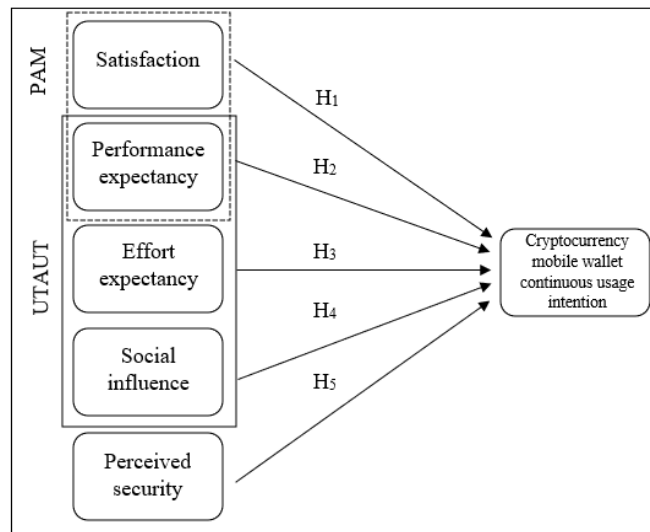 PAM
Satisfaction
H1
Performance
expectancy
H2
UTAUT
Effort
expectancy
H3
Social
influence
H4
Perceived
security
H5
Cryptocurrency
mobile wallet
continuous usage
intention